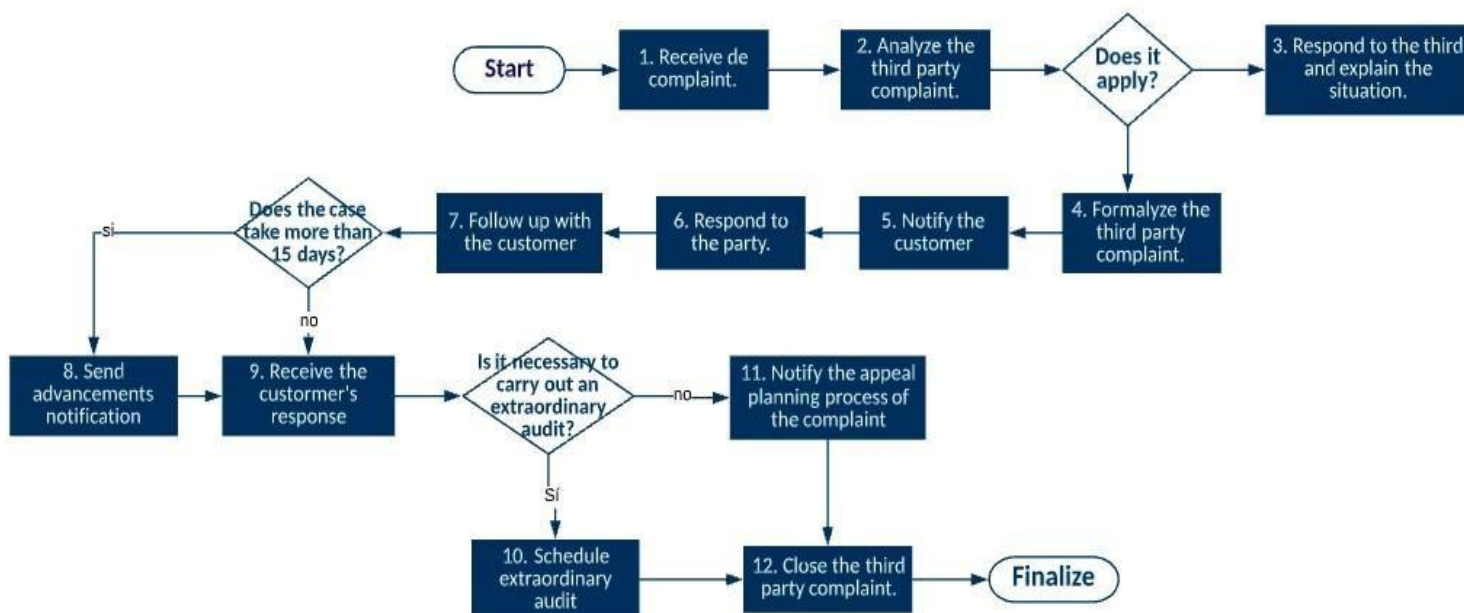 Start
1. Receive de
complaint.
2. Analyze the
third party
complaint.
Does it
apply?
3. Respond to the third
and explain the
situation.
4. Formalyze the
third party
complaint.
5. Notify the
customer
6. Respond to
the party.
7. Follow up with
the customer
Does the case
take more than
15 days?
si
no
8. Send
advancements
notification
9. Receive the
custormer's
response
Is it necessary to
carry out an
extraordinary
audit?
no
11. Notify the appeal
planning process of
the complaint
Sí
10. Schedule
extraordinary
audit
12. Close the third
party complaint.
Finalize